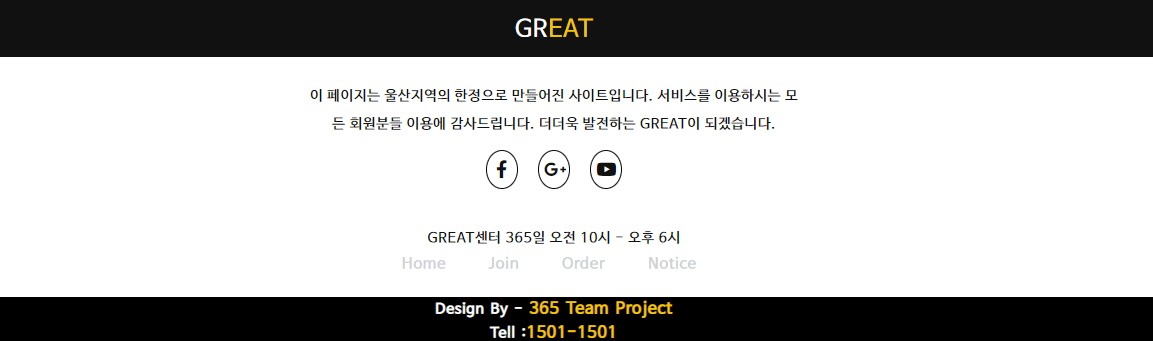 GREAT
이 페이지는 울산지역의 한정으로 만들어진 사이트입니다. 서비스를 이용하시는 모
든 회원분들 이용에 감사드립니다. 더더욱 발전하는 GREAT이 되겠습니다.
f G+
GREAT센터 365일 오전 10시 - 오후 6시
Home Join Order Notice
Design By - 365 Team Project
Tell :1501-1501